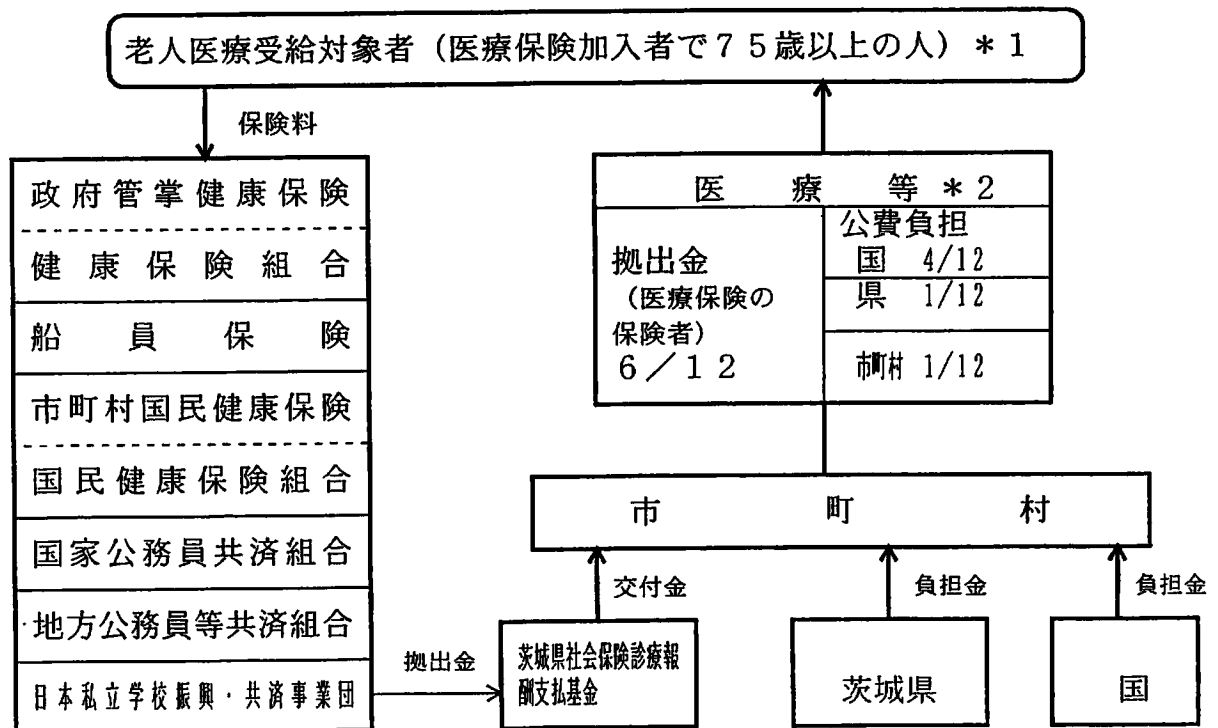 老人医療受給対象者（医療保険加入者で７５歳以上の人）＊１
保険料
政府管掌健康保険
健康保険組合
船員保険
市町村国民健康保険
国民健康保険組合
国家公務員共済組合
地方公務員等共済組合
日本私立学校振興・共済事業団
医療等＊２
拠出金
（医療保険の
保険者）
６／１２
公費負担
国 4/12
県 1/12
市町村 1/12
市町村
交付金
負担金
負担金
拠出金
茨城県社会保険診療報
酬支払基金
茨城県
国